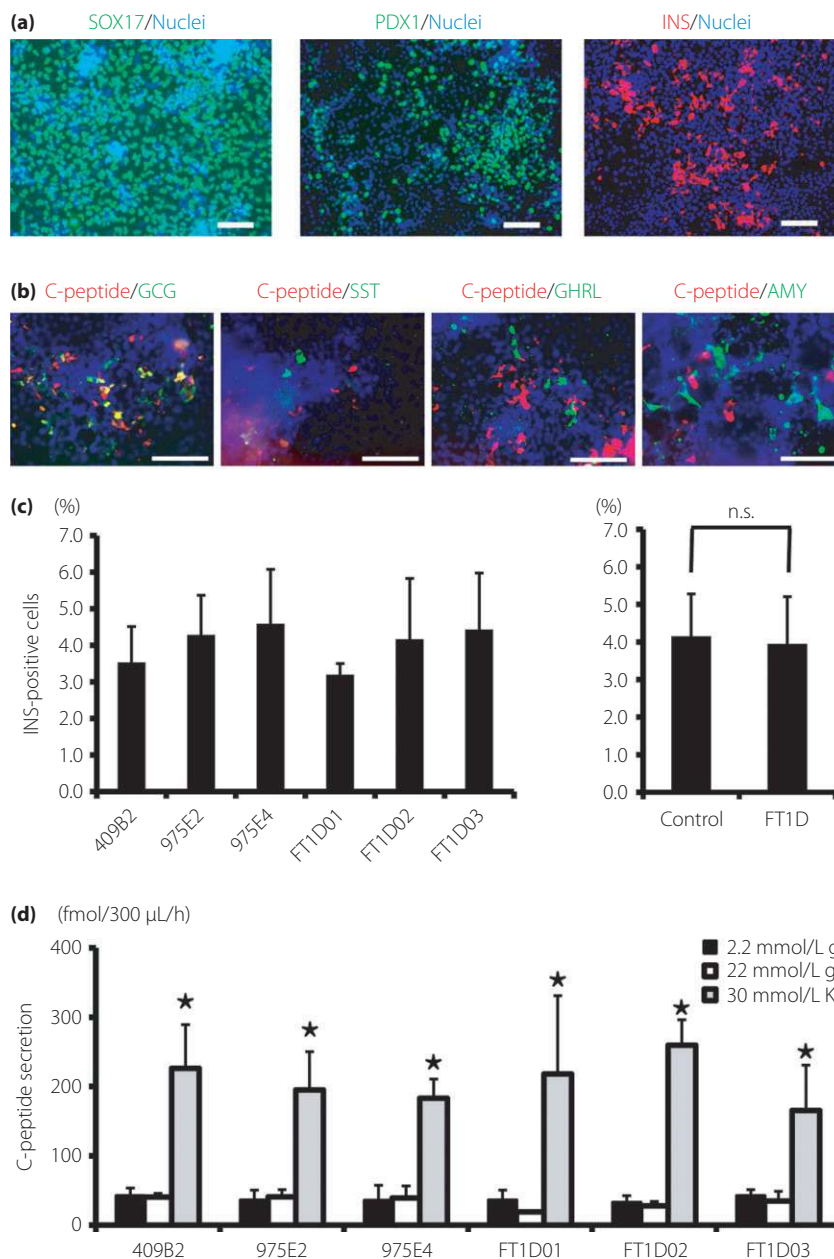 (a) SOX17/Nuclei PDX1/Nuclei INS/Nuclei
(b) C-peptide/GCG C-peptide/SST C-peptide/GHRL C-peptide/AMY
(c) (%) (%)
n.s.
7.0 7.0
6.0 6.0
5.0 5.0
4.0 4.0
3.0 3.0
2.0 2.0
1.0 1.0
0.0 0.0
INS-positive cells
409B2 975E2 975E4 FT1D01 FT1D02 FT1D03
Control FT1D
(d) (fmol/300 µL/h)
400
300
200
100
0
C-peptide secretion
2.2 mmol/L g
22 mmol/L g
30 mmol/L K
409B2 975E2 975E4 FT1D01 FT1D02 FT1D03